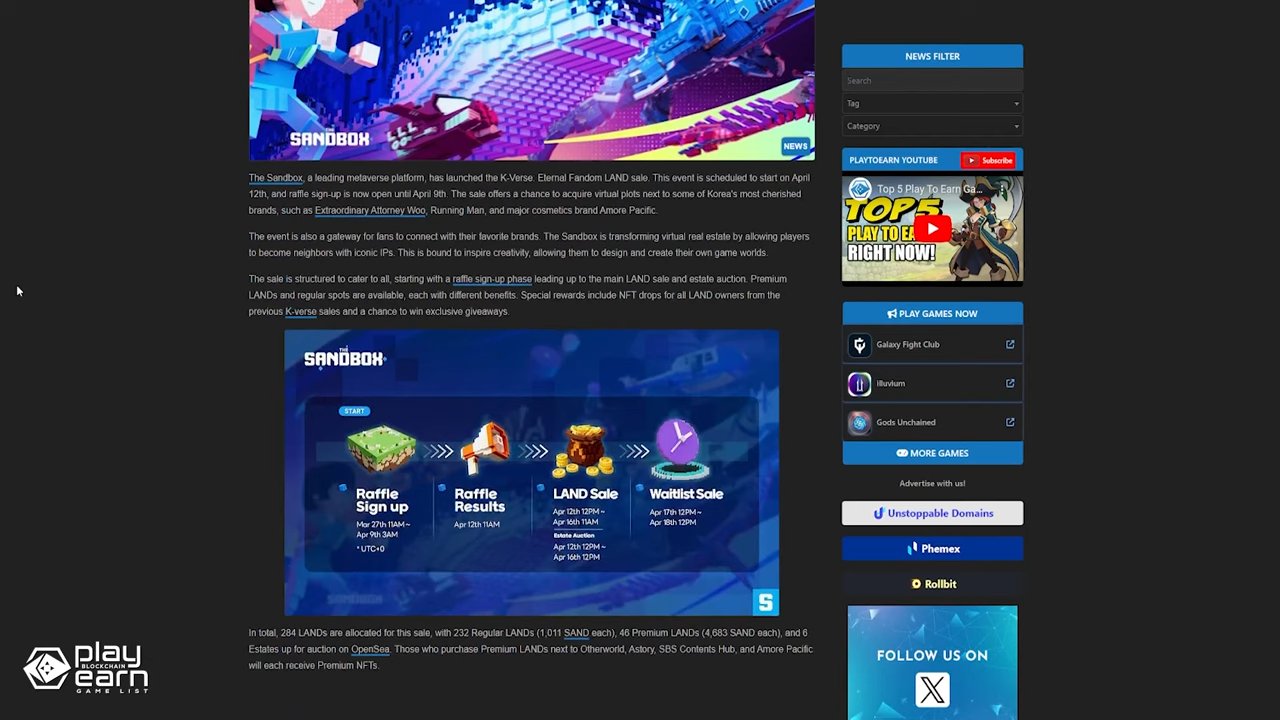 THE
SANDBOX
NEWS
The Sandbox, a leading metaverse platform, has launched the K-Verse. Eternal Fandom LAND sale. This event is scheduled to start on April
12th, and raffle sign-up is now open until April 9th. The sale offers a chance to acquire virtual plots next to some of Korea's most cherished
brands, such as Extraordinary Attorney Woo, Running Man, and major cosmetics brand Amore Pacific.
The event is also a gateway for fans to connect with their favorite brands. The Sandbox is transforming virtual real estate by allowing players
to become neighbors with iconic IPs. This is bound to inspire creativity, allowing them to design and create their own game worlds.
The sale is structured to cater to all, starting with a raffle sign-up phase leading up to the main LAND sale and estate auction. Premium
LANDs and regular spots are available, each with different benefits. Special rewards include NFT drops for all LAND owners from the
previous K-verse sales and a chance to win exclusive giveaways.
THE
SANDBOX
START
Raffle
Sign up
Mar 27th 11AM~
Apr 9th 3AM
* UTC+0
Raffle
Results
Apr 12th 11AM
LAND Sale
Apr 12th 12PM~
Apr 16th 11AM
Estate Auction
Apr 12th 12PM~
Apr 16th 12PM
Waitlist Sale
Apr 17th 12PM~
Apr 18th 12PM
S
In total, 284 LANDs are allocated for this sale, with 232 Regular LANDs (1,011 SAND each), 46 Premium LANDs (4,683 SAND each), and 6
Estates up for auction on OpenSea. Those who purchase Premium LANDs next to Otherworld, Astory, SBS Contents Hub, and Amore Pacific
will each receive Premium NFTs.
NEWS FILTER
Search
Tag
Category
PLAYTOEARN YOUTUBE
Subscribe
Top 5 Play To Earn Ga...
TOP 5
PLAY TO EA
RIGHT NOW!
PLAY GAMES NOW
Galaxy Fight Club
Illuvium
Gods Unchained
MORE GAMES
Advertise with us!
Unstoppable Domains
Phemex
Rollbit
FOLLOW US ON
X
play
BLOCKCHAIN
earn
GAME LIST